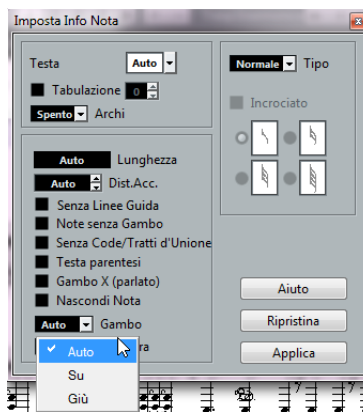 Imposta Info Nota
Testa Auto
Tabulazione 0
Spento Archi
Auto Lunghezza
Auto Dist.Acc.
Senza Linee Guida
Note senza Gambo
Senza Code/Tratti d'Unione
Testa parentesi
Gambo X (parlato)
Nascondi Nota
Auto Gambo
ra
Auto
Su
Giù
Normale Tipo
Incrociato
Aiuto
Ripristina
Applica